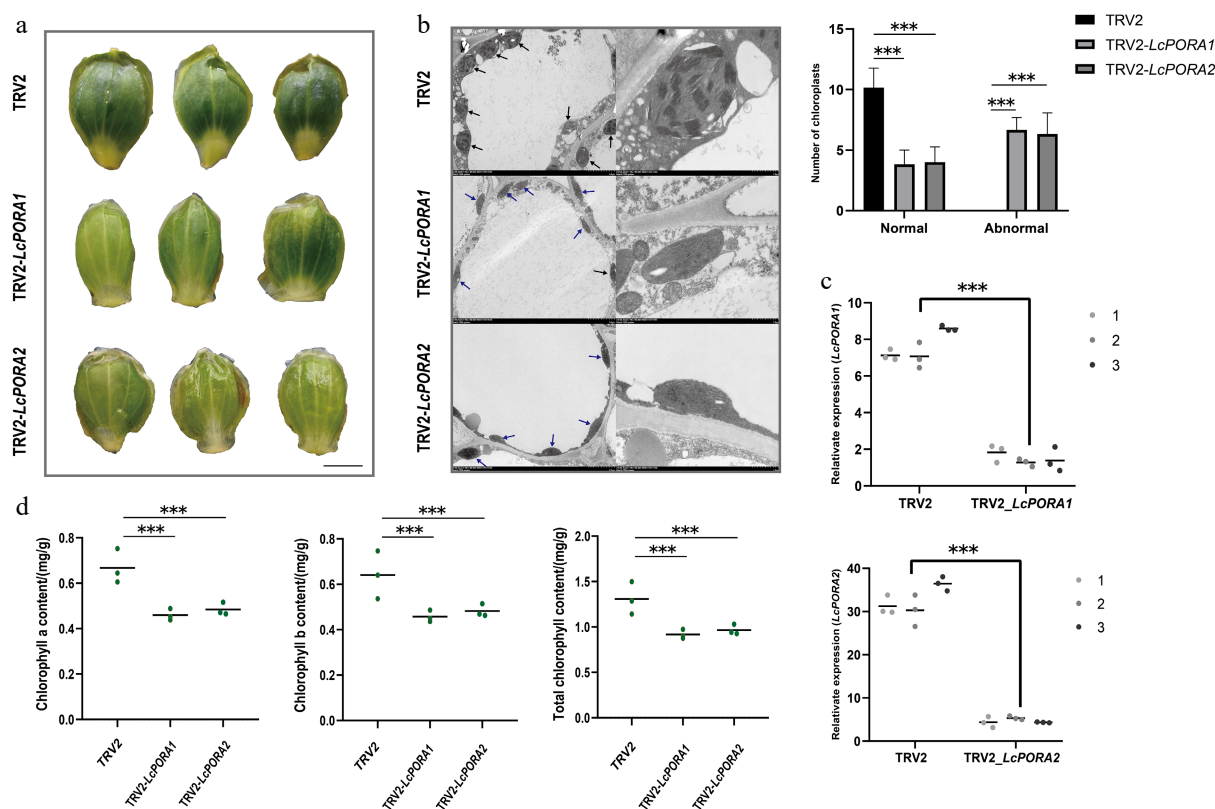 a
TRV2
TRV2-LcPORA1
TRV2-LcPORA2
b
TRV2
TRV2-LcPORA1
TRV2-LcPORA2
Number of chloroplasts
15
10
5
0
***
***
***
***
Normal
Abnormal
TRV2
TRV2-LcPORA1
TRV2-LcPORA2
c
Relativate expression (LcPORA1)
10
8
6
4
2
0
***
TRV2
TRV2_LcPORA1
1
2
3
Relativate expression (LcPORA2)
40
30
20
10
0
***
TRV2
TRV2_LcPORA2
1
2
3
d
Chlorophyll a content/(mg/g)
0.8
0.6
0.4
0.2
0.0
***
***
TRV2
TRV2-LcPORA1
TRV2-LcPORA2
Chlorophyll b content/(mg/g)
0.8
0.6
0.4
0.2
0.0
***
***
TRV2
TRV2-LcPORA1
TRV2-LcPORA2
Total chlorophyll content/(mg/g)
2.0
1.5
1.0
0.5
0.0
***
***
TRV2
TRV2-LcPORA1
TRV2-LcPORA2